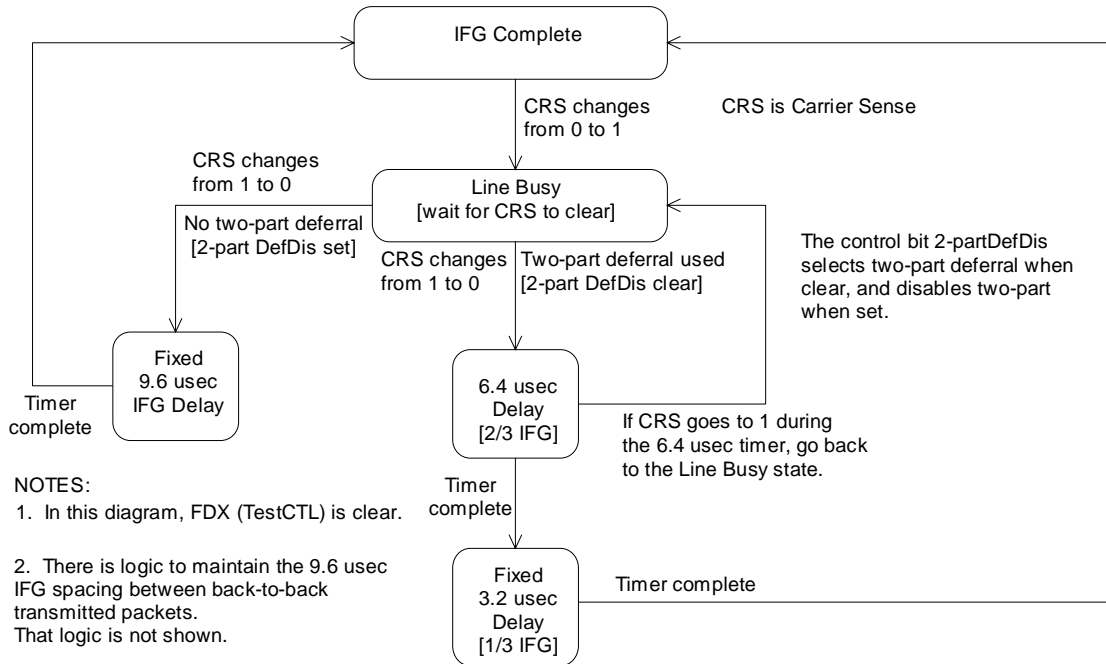 IFG Complete
CRS changes
from 0 to 1
CRS is Carrier Sense
CRS changes
from 1 to 0
Line Busy
[wait for CRS to clear]
No two-part deferral
[2-part DefDis set]
CRS changes
from 1 to 0
Two-part deferral used
[2-part DefDis clear]
The control bit 2-partDefDis
selects two-part deferral when
clear, and disables two-part
when set.
Fixed
9.6 usec
IFG Delay
Timer
complete
6.4 usec
Delay
[2/3 IFG]
If CRS goes to 1 during
the 6.4 usec timer, go back
to the Line Busy state.
Timer
complete
NOTES:
1. In this diagram, FDX (TestCTL) is clear.
2. There is logic to maintain the 9.6 usec
IFG spacing between back-to-back
transmitted packets.
That logic is not shown.
Fixed
3.2 usec
Delay
[1/3 IFG]
Timer complete